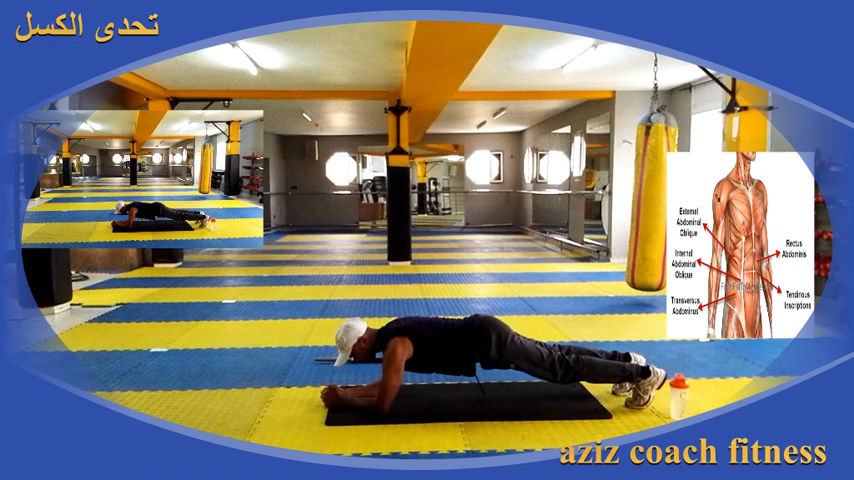 تحدى الكسل
External
Abdominal
Oblique
Internal
Abdominal
Oblique
Transversus
Abdominus
Rectus
Abdominis
Tendinous
Inscriptions
aziz coach fitness